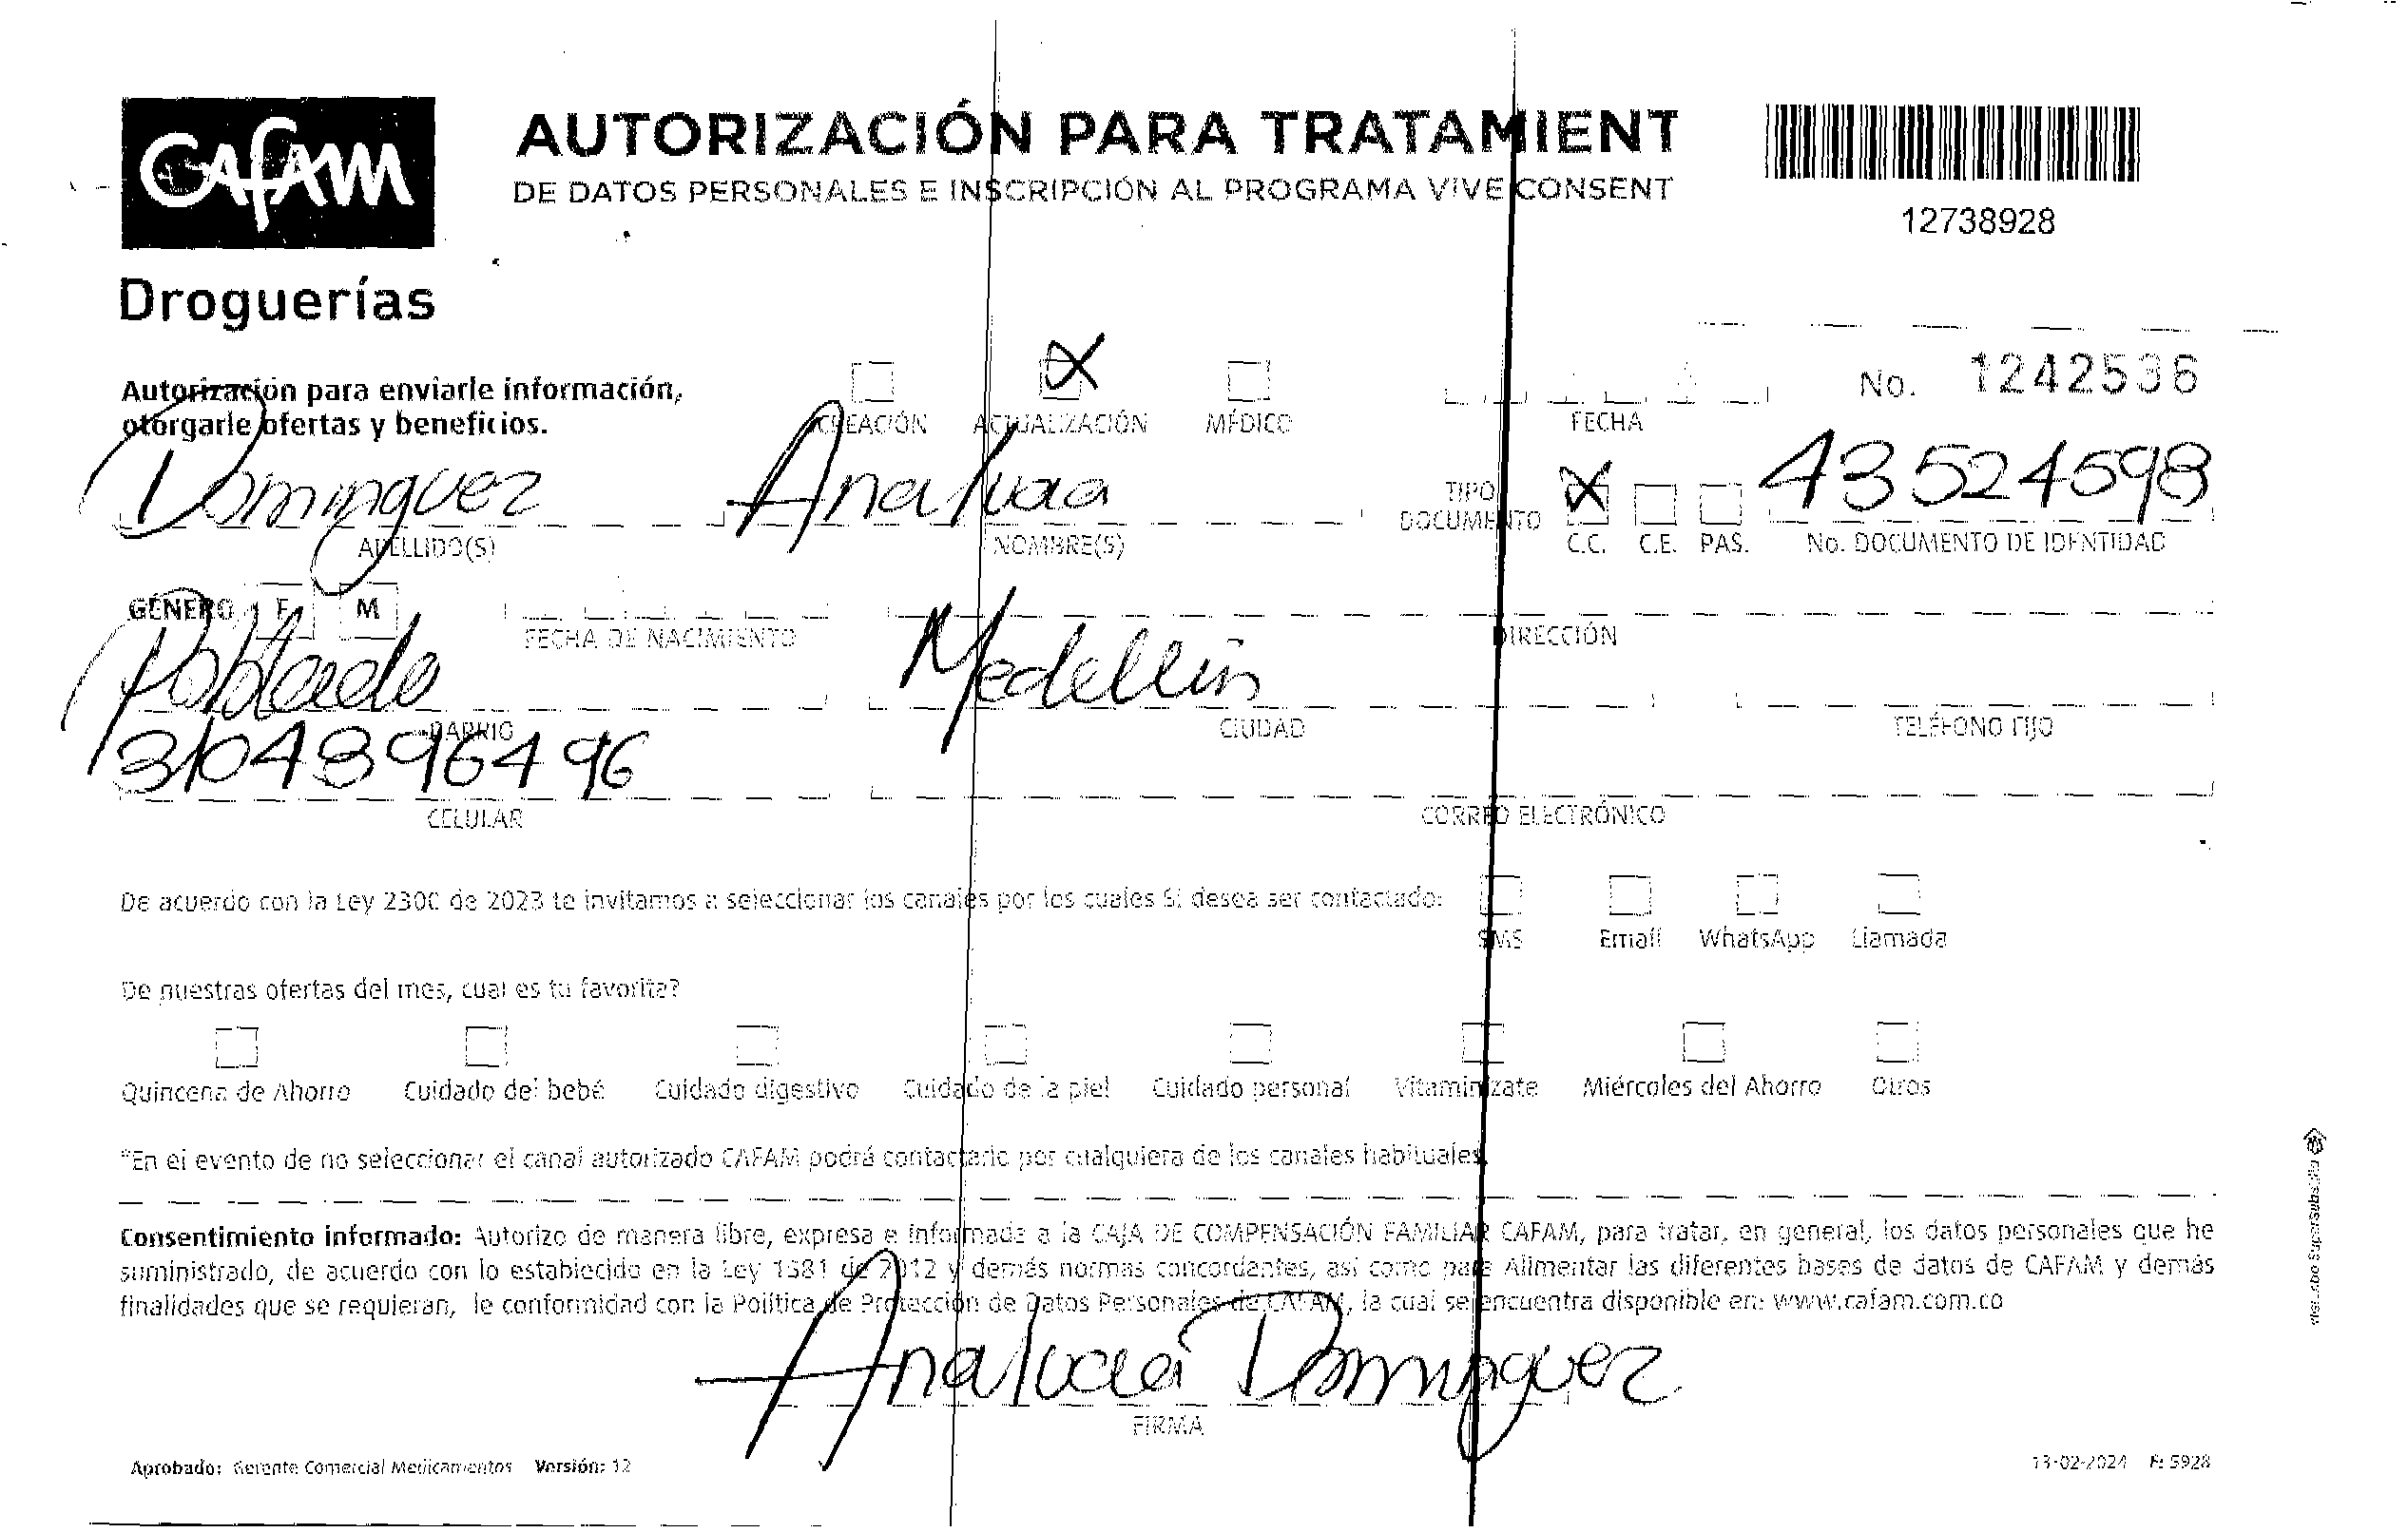 Cafam
Droguerías
AUTORIZACIÓN PARA TRATAMIENT
DE DATOS PERSONALES E INSCRIPCIÓN AL PROGRAMA VIVE CONSENT
12738928
Autorización para enviarle información,
otorgarle ofertas y beneficios.
CREACIÓN ACTUALIZACIÓN MÉDICO
FECHA
No. 1242536
Dominguez
APELLIDO(S)
Ana lucia
NOMBRE(S)
TIPO
DOCUMENTO
C.C. C.E. PAS.
43524598
No. DOCUMENTO DE IDENTIDAD
GÉNERO F M
FECHA DE NACIMIENTO
DIRECCIÓN
Poblado
BARRIO
Medellin
CIUDAD
TELÉFONO FIJO
3104896496
CELULAR
CORREO ELECTRÓNICO
De acuerdo con la Ley 2300 de 2023 te invitamos a seleccionar los canales por los cuales Sí desea ser contactado:
SMS Email WhatsApp Llamada
De nuestras ofertas del mes, cual es tu favorita?
Quincena de Ahorro Cuidado del bebé Cuidado digestivo Cuidado de la piel Cuidado personal Vitaminízate Miércoles del Ahorro Otros
*En el evento de no seleccionar el canal autorizado CAFAM podrá contactarlo por cualquiera de los canales habituales.
Consentimiento informado: Autorizo de manera libre, expresa e informada a la CAJA DE COMPENSACIÓN FAMILIAR CAFAM, para tratar, en general, los datos personales que he
suministrado, de acuerdo con lo establecido en la Ley 1581 de 2012 y demás normas concordantes, así como para Alimentar las diferentes bases de datos de CAFAM y demás
finalidades que se requieran, de conformidad con la Política de Protección de Datos Personales de CAFAM, la cual se encuentra disponible en: www.cafam.com.co
Ana lucia Dominguez
FIRMA
Aprobado: Gerente Comercial Medicamentos Versión: 12
13-02-2024 F: 5928